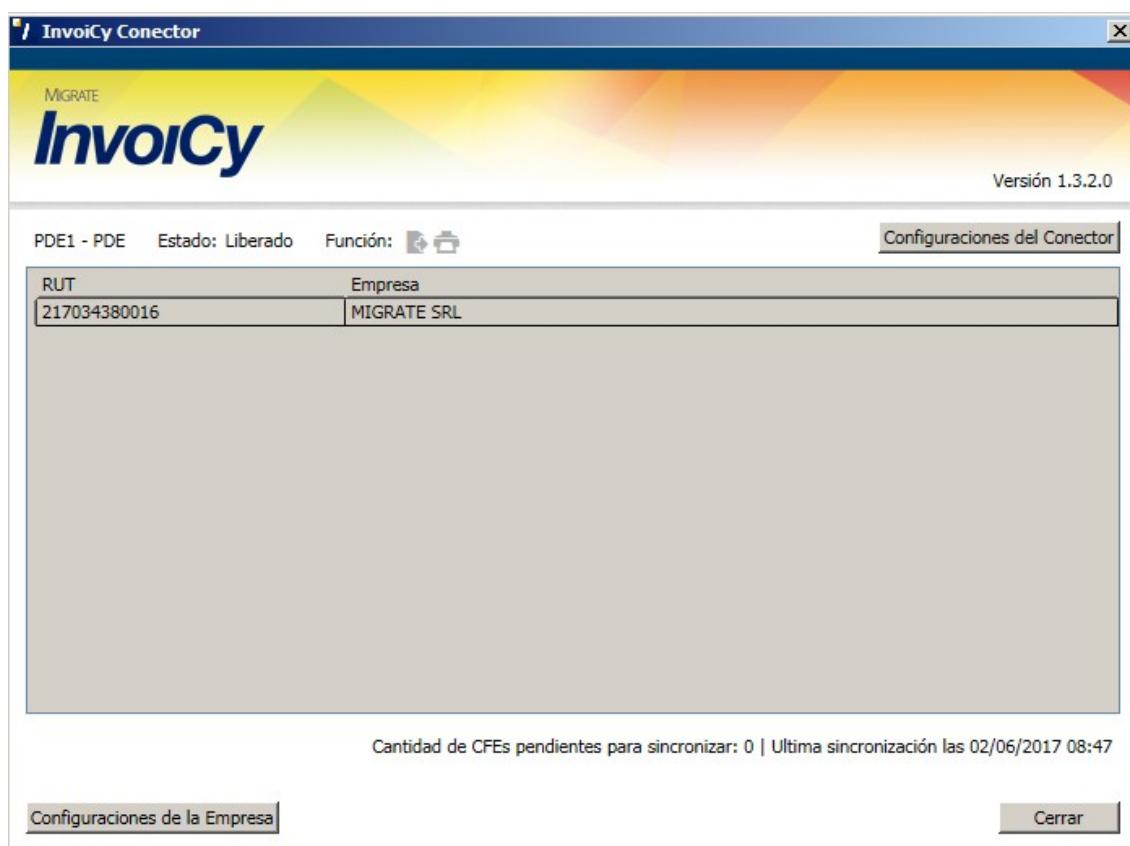 InvoiCy Conector
MIGRATE
InvoiCy
Versión 1.3.2.0
PDE1 - PDE Estado: Liberado Función: Configuraciones del Conector
RUT Empresa
217034380016 MIGRATE SRL
Cantidad de CFEs pendientes para sincronizar: 0 | Ultima sincronización las 02/06/2017 08:47
Configuraciones de la Empresa Cerrar